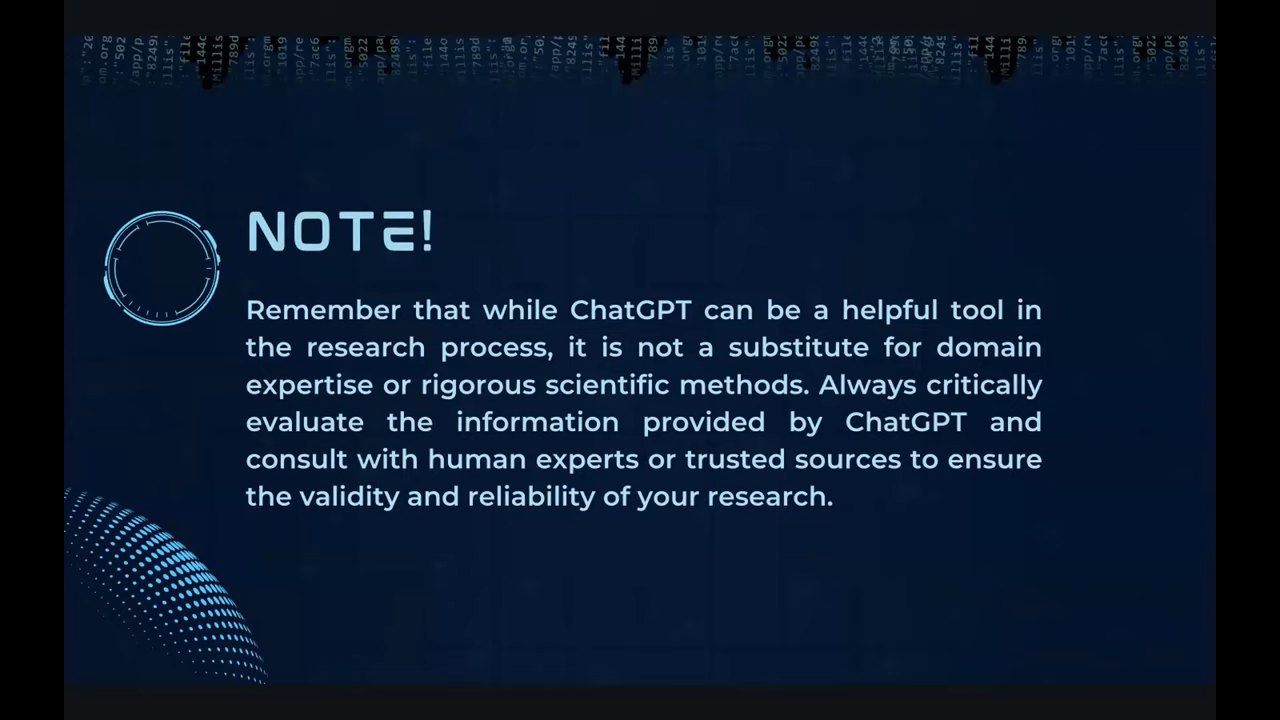 NOTE!
Remember that while ChatGPT can be a helpful tool in
the research process, it is not a substitute for domain
expertise or rigorous scientific methods. Always critically
evaluate the information provided by ChatGPT and
consult with human experts or trusted sources to ensure
the validity and reliability of your research.